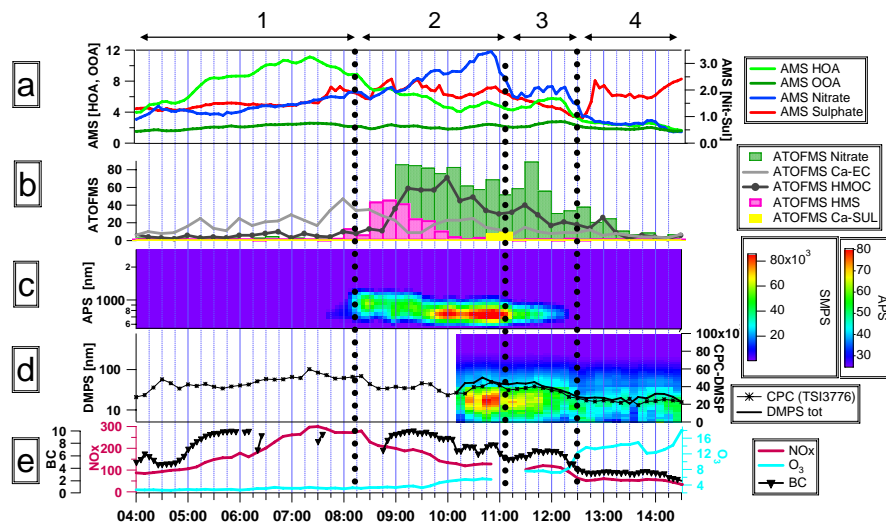 1 2 3 4
a
AMS [HOA, OOA]
12
8
4
0
3.0
2.0
1.0
0.0
AMS [Nit-Sul]
AMS HOA
AMS OOA
AMS Nitrate
AMS Sulphate
b
ATOFMS
80
60
40
20
0
ATOFMS Nitrate
ATOFMS Ca-EC
ATOFMS HMOC
ATOFMS HMS
ATOFMS Ca-SUL
c
APS [nm]
2
1000
8
6
80x10³
60
40
20
SMPS
80
70
60
50
40
30
APS
d
DMPS [nm]
100
10
100x10
80
60
40
20
0
CPC-DMSP
CPC (TSI3776)
DMPS tot
e
BC
10
8
6
4
2
0
NOx
300
200
100
0
16
12
8
4
O₃
NOx
O₃
BC
04:00 05:00 06:00 07:00 08:00 09:00 10:00 11:00 12:00 13:00 14:00